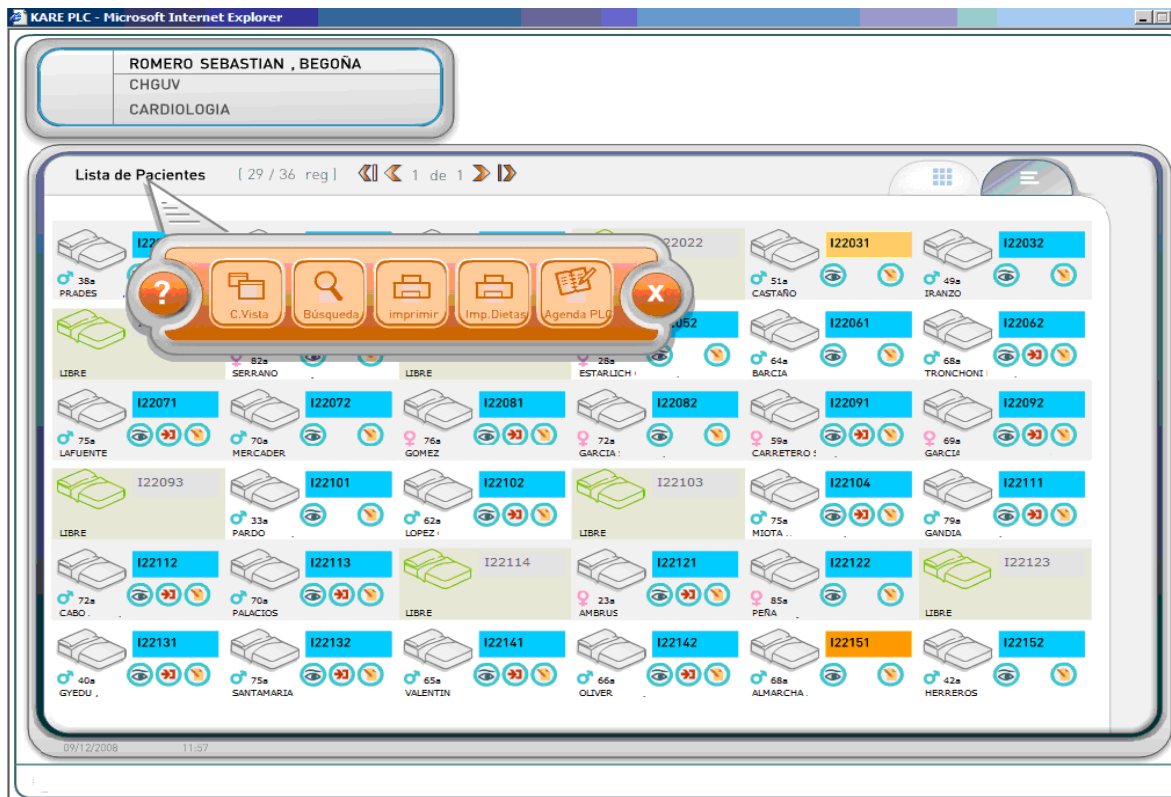 KARE PLC - Microsoft Internet Explorer
ROMERO SEBASTIAN , BEGOÑA
CHGUV
CARDIOLOGIA
Lista de Pacientes [ 29 / 36 reg ] 1 de 1
I22031 I22032
38a 51a 49a
PRADES , CASTAÑO IRANZO
? C.Vista Búsqueda imprimir Imp.Dietas Agenda PLC X
I22061 I22062
82a 28a 64a 68a
LIBRE SERRANO LIBRE ESTARLICH BARCIA TRONCHONI
I22071 I22072 I22081 I22082 I22091 I22092
75a 70a 76a 72a 59a 69a
LAFUENTE MERCADER GOMEZ GARCIA CARRETERO GARCIA
I22093 I22101 I22102 I22103 I22104 I22111
33a 62a 75a 79a
LIBRE PARDO LOPEZ LIBRE MIOTA GANDIA
I22112 I22113 I22114 I22121 I22122 I22123
72a 70a 23a 85a
CABO PALACIOS LIBRE AMBRUS PEÑA LIBRE
I22131 I22132 I22141 I22142 I22151 I22152
40a 75a 65a 66a 68a 42a
GYEDU , SANTAMARIA VALENTIN OLIVER ALMARCHA HERREROS
09/12/2008 11:57